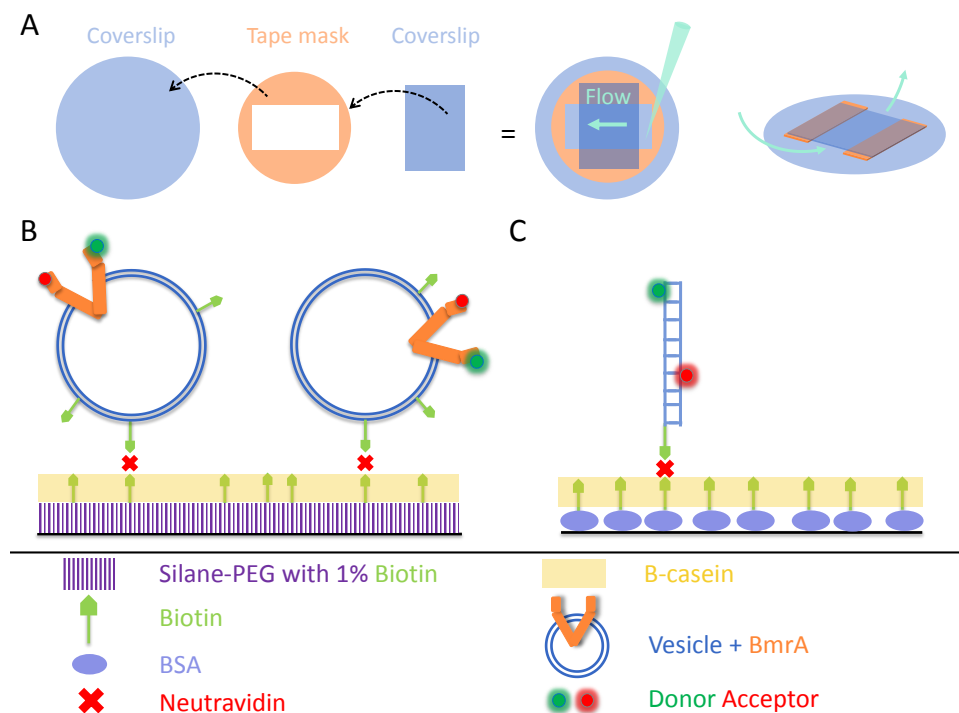 A
Coverslip
Tape mask
Coverslip
=
Flow
B
C
Silane-PEG with 1% Biotin
B-casein
Biotin
BSA
Vesicle + BmrA
Neutravidin
Donor Acceptor